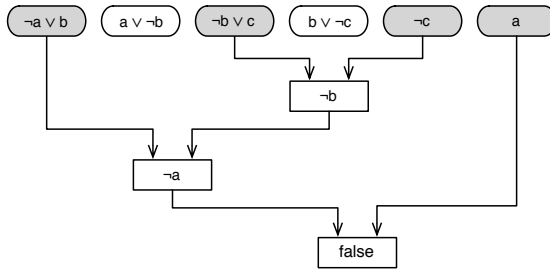 ¬a ∨ b   a ∨ ¬b   ¬b ∨ c   b ∨ ¬c   ¬c   a
¬b
¬a
false